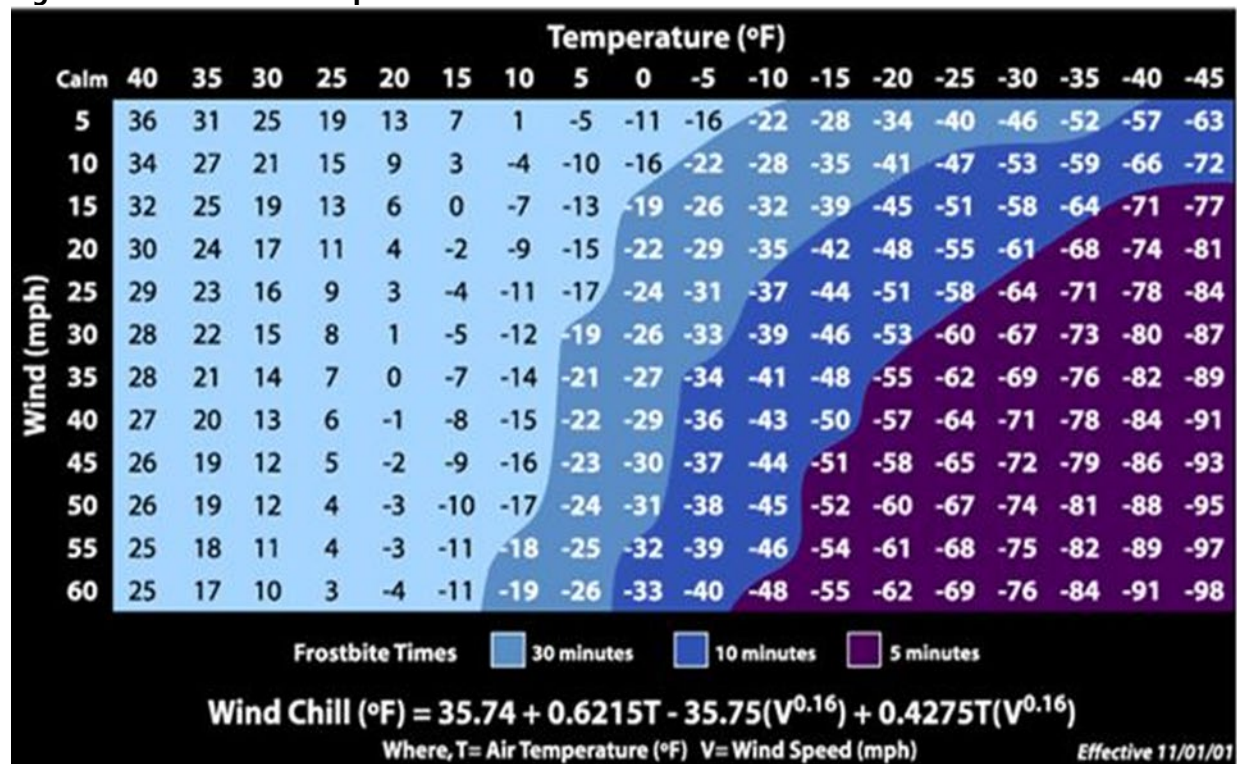 Temperature (ºF)
Calm 40 35 30 25 20 15 10 5 0 -5 -10 -15 -20 -25 -30 -35 -40 -45
5 36 31 25 19 13 7 1 -5 -11 -16 -22 -28 -34 -40 -46 -52 -57 -63
10 34 27 21 15 9 3 -4 -10 -16 -22 -28 -35 -41 -47 -53 -59 -66 -72
15 32 25 19 13 6 0 -7 -13 -19 -26 -32 -39 -45 -51 -58 -64 -71 -77
20 30 24 17 11 4 -2 -9 -15 -22 -29 -35 -42 -48 -55 -61 -68 -74 -81
25 29 23 16 9 3 -4 -11 -17 -24 -31 -37 -44 -51 -58 -64 -71 -78 -84
30 28 22 15 8 1 -5 -12 -19 -26 -33 -39 -46 -53 -60 -67 -73 -80 -87
35 28 21 14 7 0 -7 -14 -21 -27 -34 -41 -48 -55 -62 -69 -76 -82 -89
40 27 20 13 6 -1 -8 -15 -22 -29 -36 -43 -50 -57 -64 -71 -78 -84 -91
45 26 19 12 5 -2 -9 -16 -23 -30 -37 -44 -51 -58 -65 -72 -79 -86 -93
50 26 19 12 4 -3 -10 -17 -24 -31 -38 -45 -52 -60 -67 -74 -81 -88 -95
55 25 18 11 4 -3 -11 -18 -25 -32 -39 -46 -54 -61 -68 -75 -82 -89 -97
60 25 17 10 3 -4 -11 -19 -26 -33 -40 -48 -55 -62 -69 -76 -84 -91 -98
Wind (mph)
Frostbite Times 30 minutes 10 minutes 5 minutes
Wind Chill (ºF) = 35.74 + 0.6215T - 35.75(V^0.16) + 0.4275T(V^0.16)
Where, T= Air Temperature (ºF) V= Wind Speed (mph) Effective 11/01/01